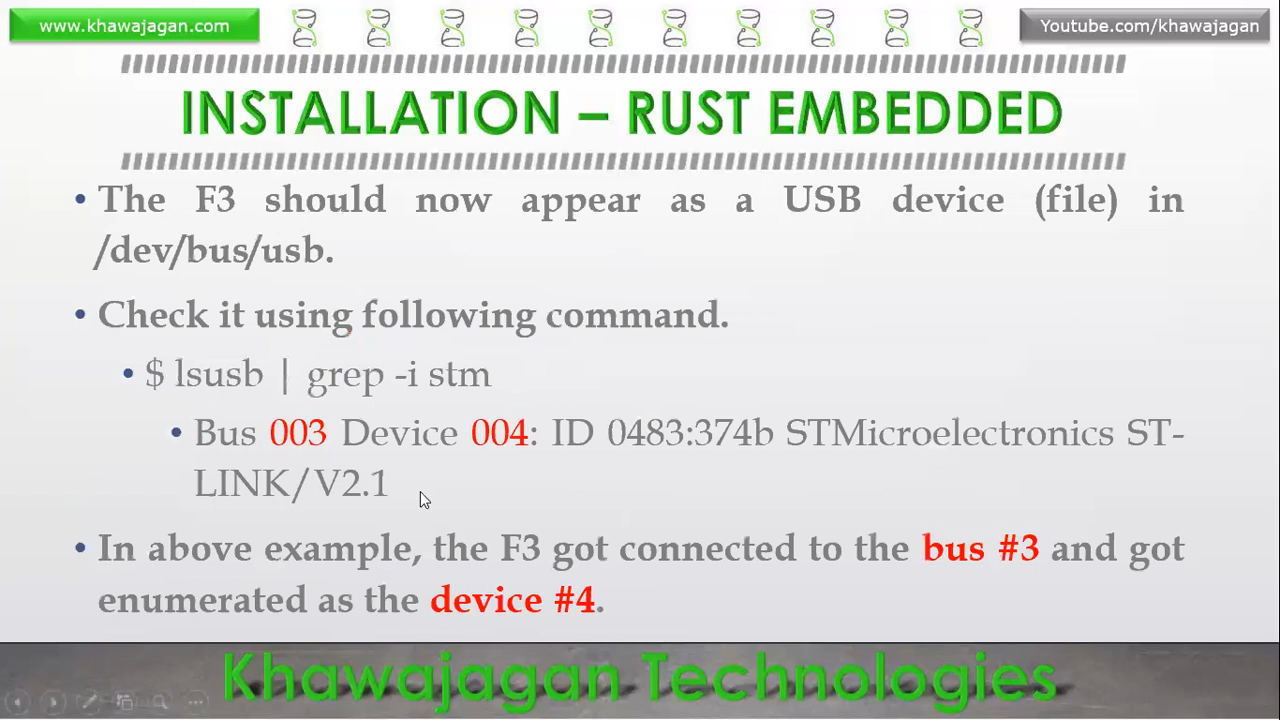 www.khawajagan.com
Youtube.com/khawajagan
INSTALLATION – RUST EMBEDDED
• The F3 should now appear as a USB device (file) in
/dev/bus/usb.
• Check it using following command.
• $ lsusb | grep -i stm
• Bus 003 Device 004: ID 0483:374b STMicroelectronics ST-
LINK/V2.1
• In above example, the F3 got connected to the bus #3 and got
enumerated as the device #4.
Khawajagan Technologies